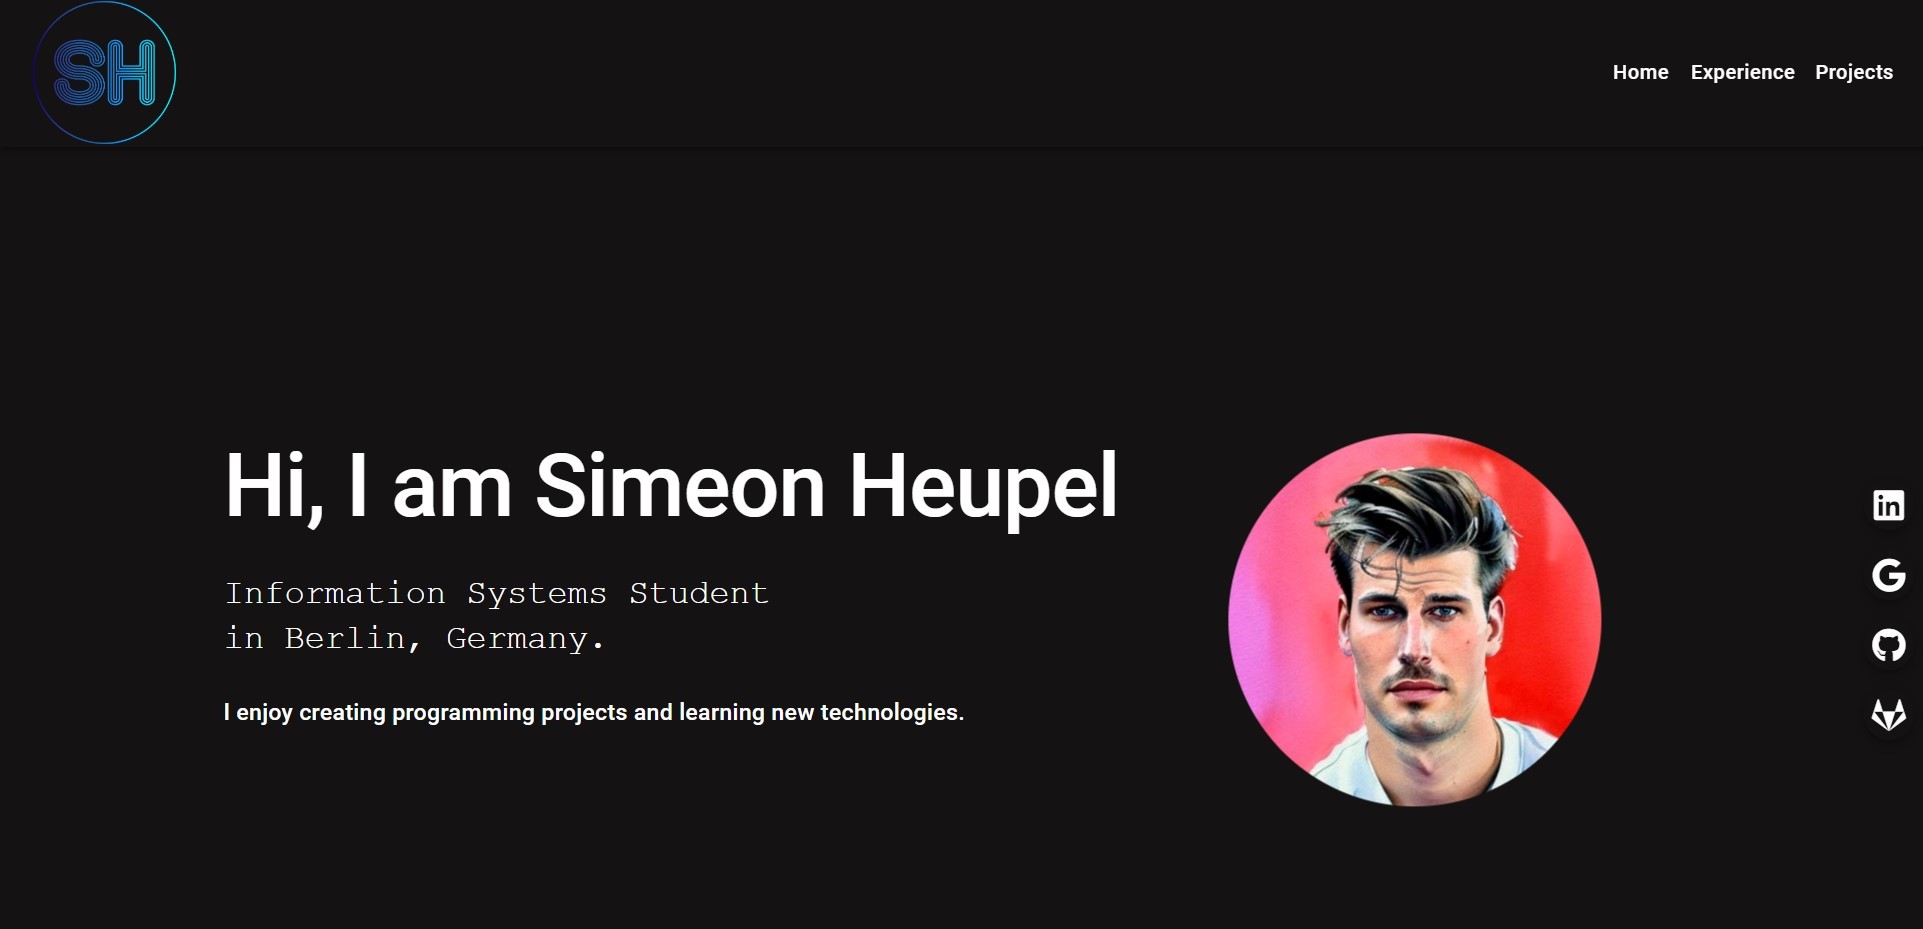 SH
Home Experience Projects
Hi, I am Simeon Heupel
Information Systems Student
in Berlin, Germany.
I enjoy creating programming projects and learning new technologies.
in
G